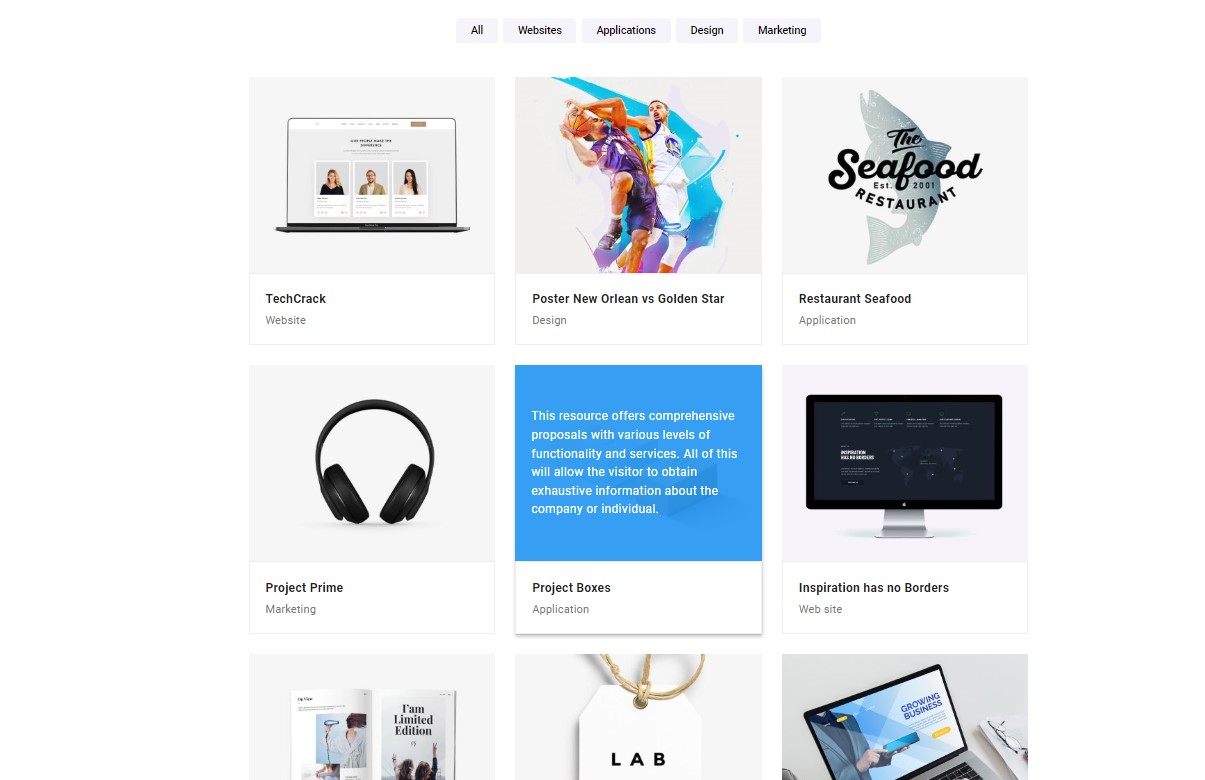 All
Websites
Applications
Design
Marketing
The
Seafood
Est. 2001
RESTAURANT
TechCrack
Website
Poster New Orlean vs Golden Star
Design
Restaurant Seafood
Application
This resource offers comprehensive
proposals with various levels of
functionality and services. All of this
will allow the visitor to obtain
exhaustive information about the
company or individual.
INSPIRATION
HAS NO BORDERS
Project Prime
Marketing
Project Boxes
Application
Inspiration has no Borders
Web site
I'am
Limited
Edition
LAB
GROWING
BUSINESS